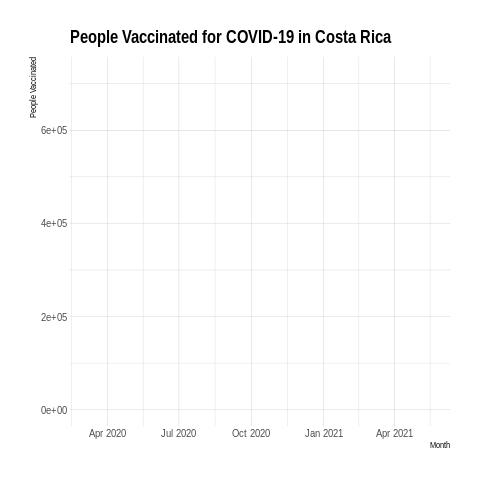 People Vaccinated for COVID-19 in Costa Rica
People Vaccinated
6e+05
4e+05
2e+05
0e+00
Apr 2020 Jul 2020 Oct 2020 Jan 2021 Apr 2021
Month